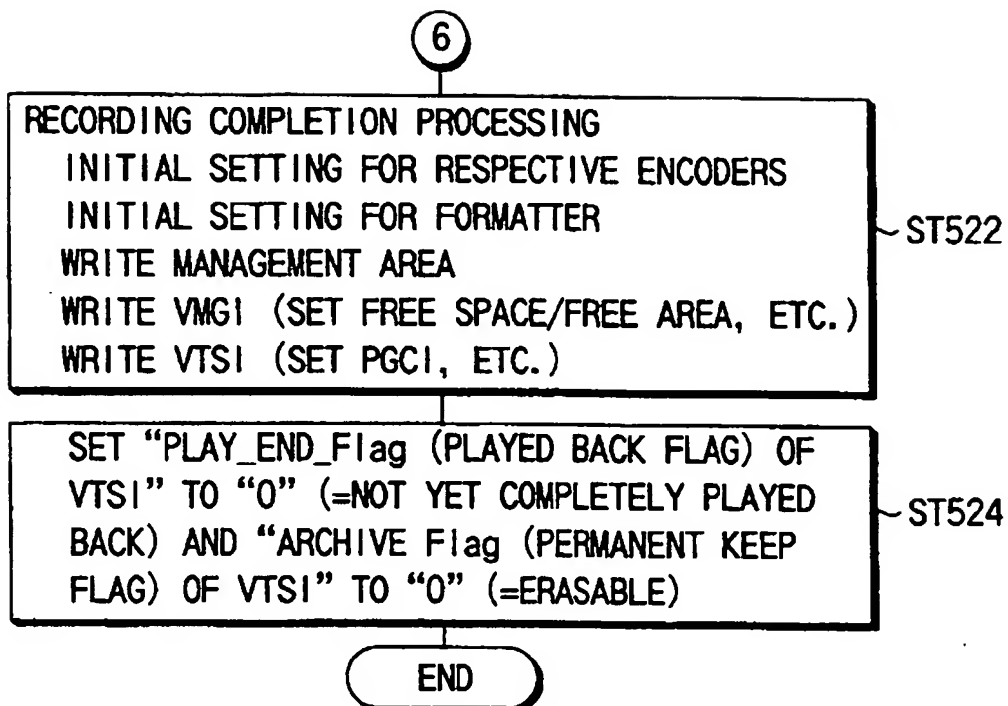 6
RECORDING COMPLETION PROCESSING
INITIAL SETTING FOR RESPECTIVE ENCODERS
INITIAL SETTING FOR FORMATTER
WRITE MANAGEMENT AREA
WRITE VMGI (SET FREE SPACE/FREE AREA, ETC.)
WRITE VTSI (SET PGCI, ETC.)
ST522
SET “PLAY_END_Flag (PLAYED BACK FLAG) OF
VTSI” TO “0” (=NOT YET COMPLETELY PLAYED
BACK) AND “ARCHIVE Flag (PERMANENT KEEP
FLAG) OF VTSI” TO “0” (=ERASABLE)
ST524
END